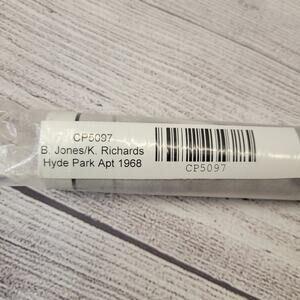 CP5097
B. Jones/K. Richards
Hyde Park Apt 1968
CP5097